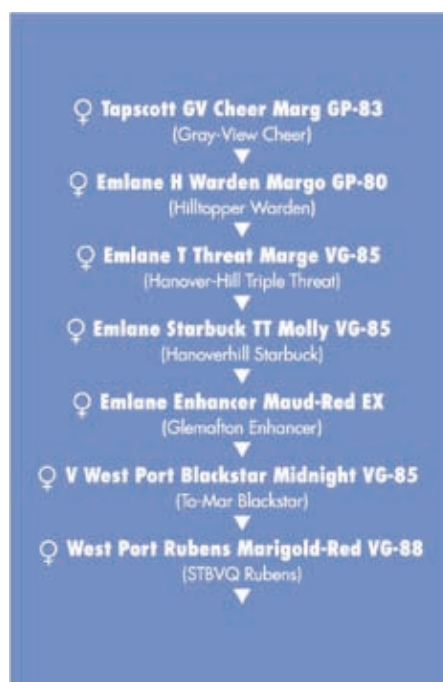 ♀ Tapscott GV Cheer Marg GP-83
(Gray-View Cheer)
▼
♀ Emlane H Warden Margo GP-80
(Hilltopper Warden)
▼
♀ Emlane T Threat Marge VG-85
(Hanover-Hill Triple Threat)
▼
♀ Emlane Starbuck TT Molly VG-85
(Hanoverhill Starbuck)
▼
♀ Emlane Enhancer Maud-Red EX
(Glenafton Enhancer)
▼
♀ V West Port Blackstar Midnight VG-85
(To-Mar Blackstar)
▼
♀ West Port Rubens Marigold-Red VG-88
(STBVQ Rubens)
▼